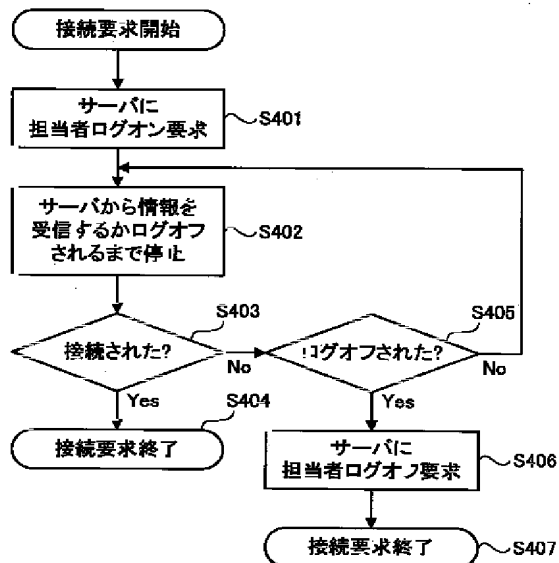 接続要求開始
サーバに
担当者ログオン要求
S401
サーバから情報を
受信するかログオフ
されるまで停止
S402
接続された?
S403
No
Yes
接続要求終了
S404
ログオフされた?
S405
No
Yes
サーバに
担当者ログオフ要求
S406
接続要求終了
S407